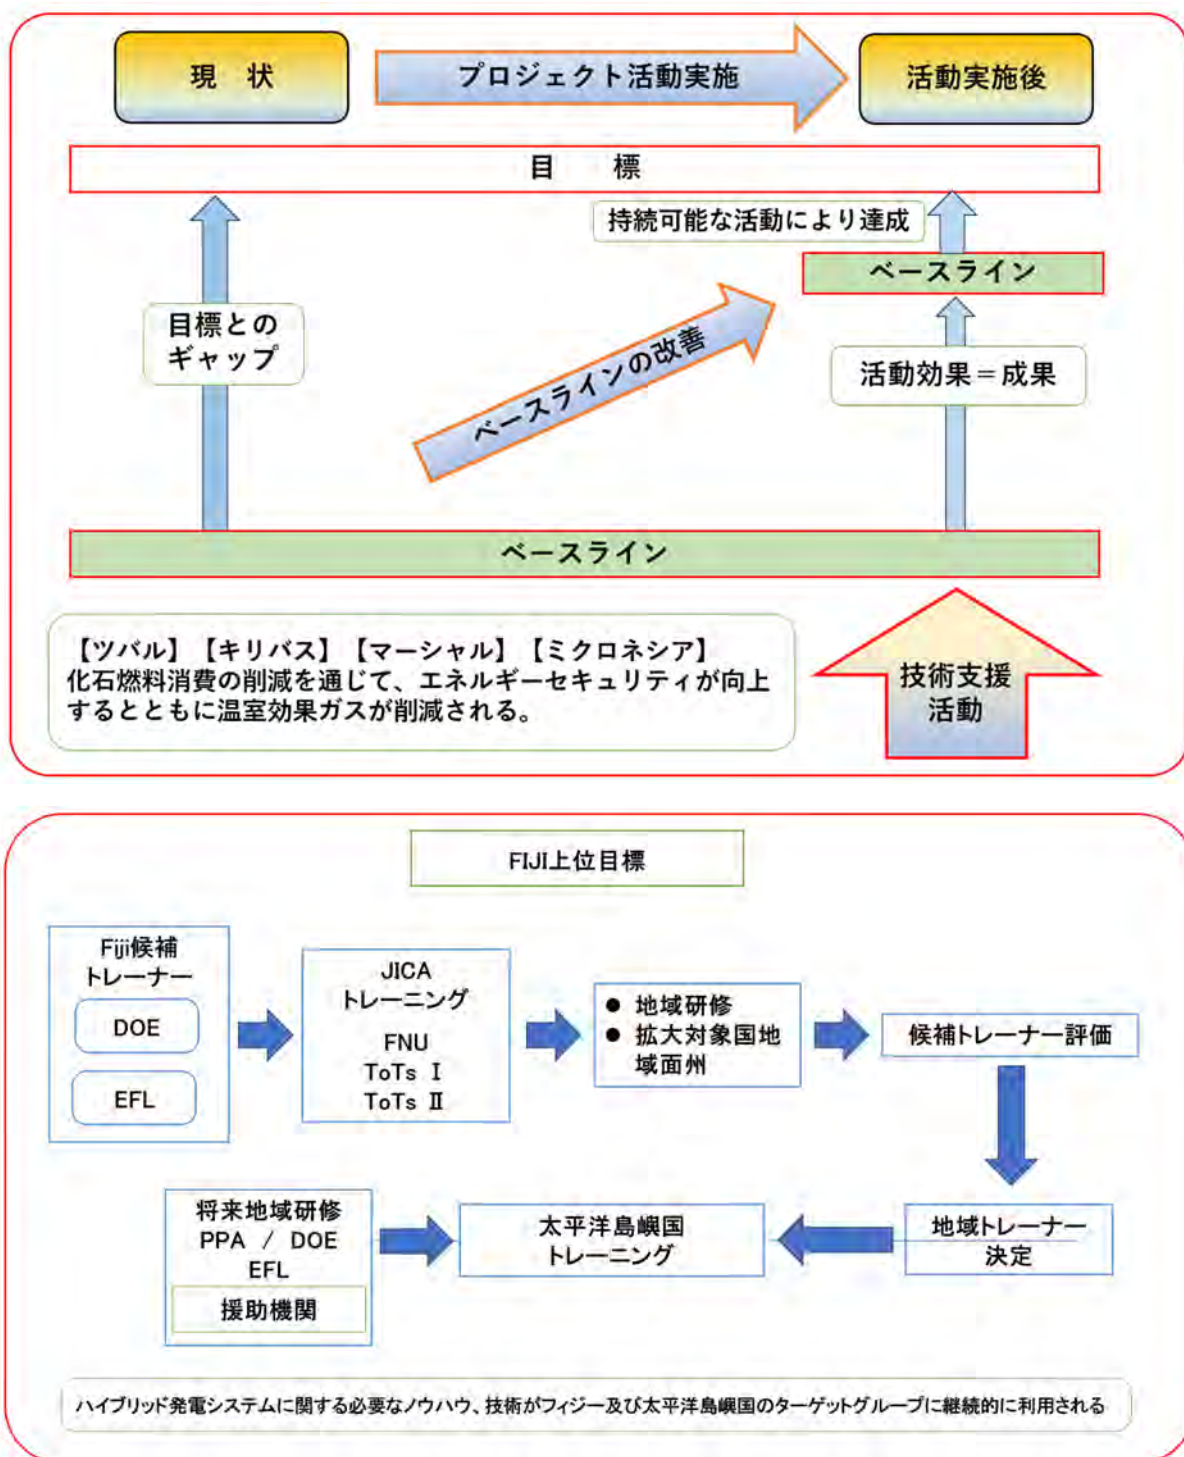 現　状
プロジェクト活動実施
活動実施後
目　　標
持続可能な活動により達成
ベースライン
目標との
ギャップ
ベースラインの改善
活動効果＝成果
ベースライン
【ツバル】【キリバス】【マーシャル】【ミクロネシア】
化石燃料消費の削減を通じて、エネルギーセキュリティが向上
するとともに温室効果ガスが削減される。
技術支援
活動
FIJI上位目標
Fiji候補
トレーナー
DOE
EFL
JICA
トレーニング
FNU
ToTs Ⅰ
ToTs Ⅱ
● 地域研修
● 拡大対象国地
域面州
候補トレーナー評価
将来地域研修
PPA / DOE
EFL
援助機関
太平洋島嶼国
トレーニング
地域トレーナー
決定
ハイブリッド発電システムに関する必要なノウハウ、技術がフィジー及び太平洋島嶼国のターゲットグループに継続的に利用される